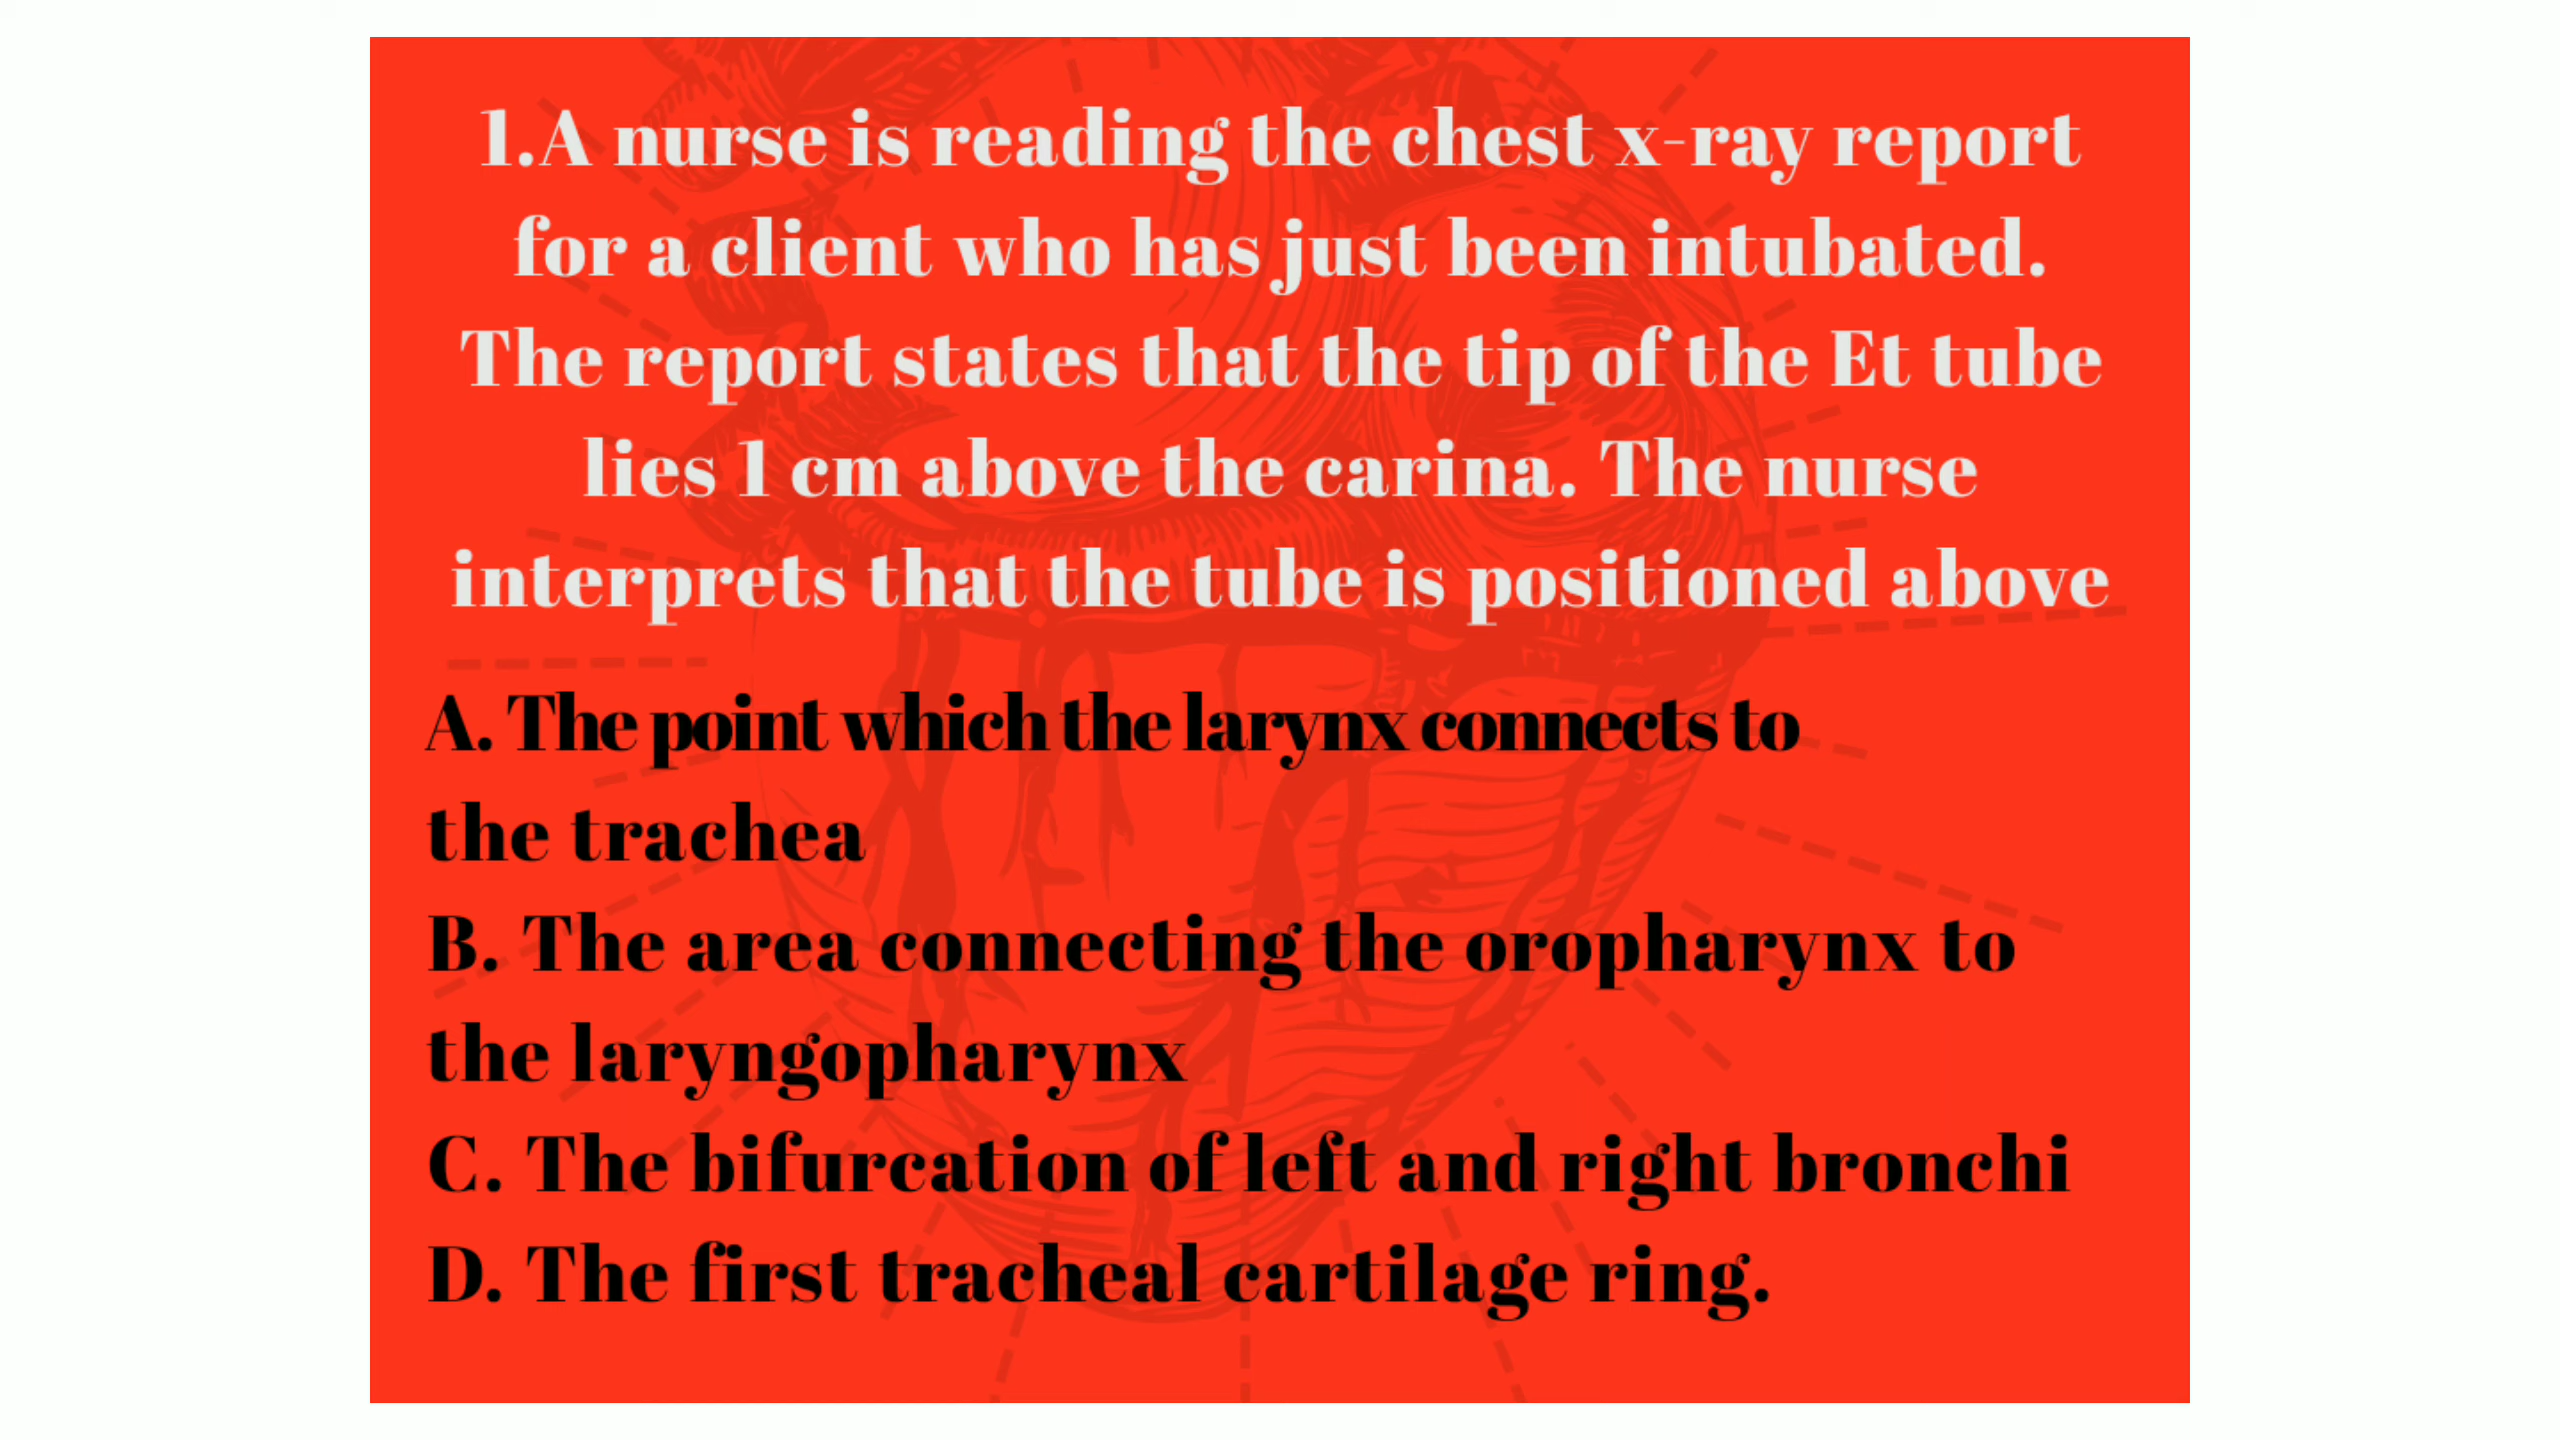 1.A nurse is reading the chest x-ray report
for a client who has just been intubated.
The report states that the tip of the Et tube
lies 1 cm above the carina. The nurse
interprets that the tube is positioned above
A. The point which the larynx connects to
the trachea
B. The area connecting the oropharynx to
the laryngopharynx
C. The bifurcation of left and right bronchi
D. The first tracheal cartilage ring.